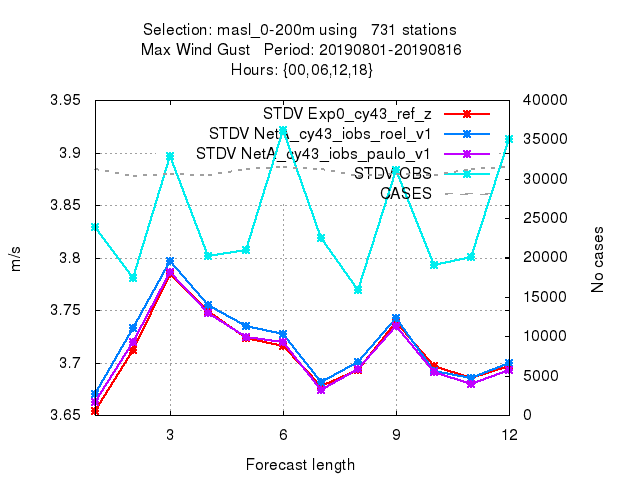 Selection: masl_0-200m using 731 stations
Max Wind Gust Period: 20190801-20190816
Hours: {00,06,12,18}
3.95
3.9
3.85
3.8
3.75
3.7
3.65
40000
35000
30000
25000
20000
15000
10000
5000
0
STDV Exp0_cy43_ref_z
STDV NetA_cy43_iobs_roel_v1
STDV NetA_cy43_iobs_paulo_v1
STDV OBS
CASES
m/s
No cases
3
6
9
12
Forecast length